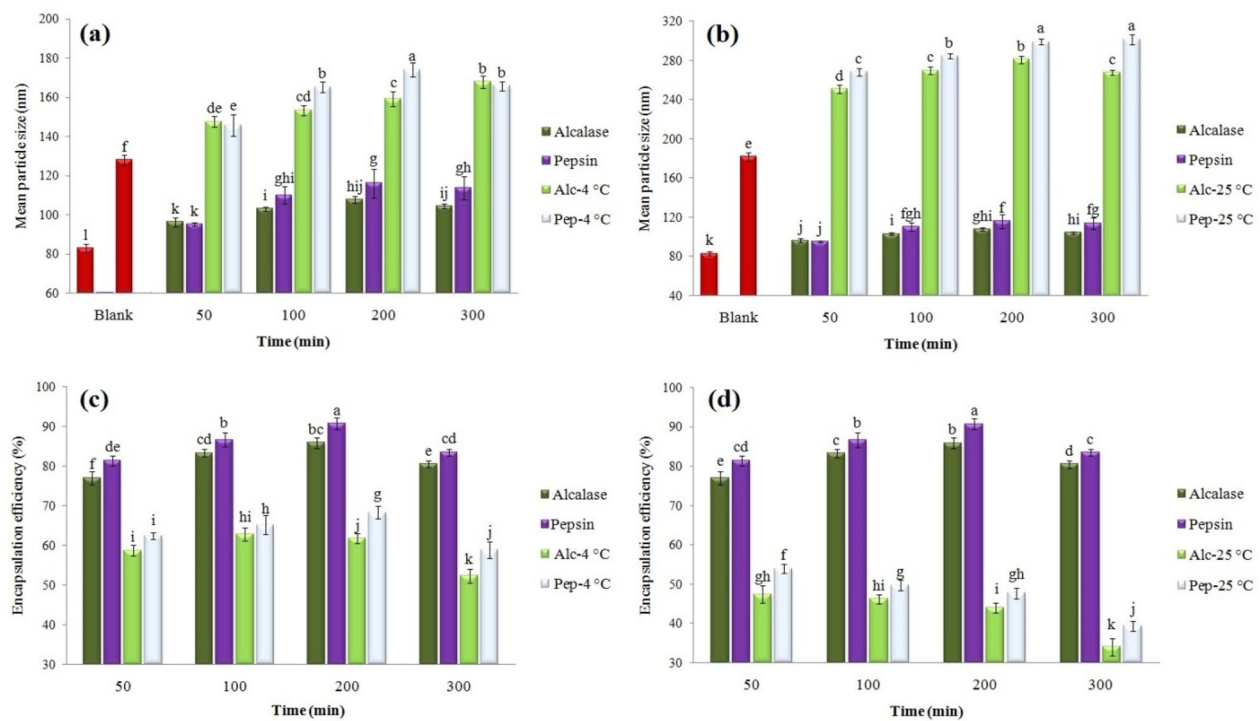 (a)
Mean particle size (nm)
200
180
160
140
120
100
80
60
l
f
k
k
de
e
i
ghi
cd
b
hij
g
c
a
ij
gh
b
b
Blank
50
100
200
300
Time (min)
Alcalase
Pepsin
Alc-4 °C
Pep-4 °C
(b)
Mean particle size (nm)
320
280
240
200
160
120
80
40
k
e
j
j
d
c
i
fgh
c
b
ghi
f
b
a
hi
fg
c
a
Blank
50
100
200
300
Time (min)
Alcalase
Pepsin
Alc-25 °C
Pep-25 °C
(c)
Encapsulation efficiency (%)
100
90
80
70
60
50
40
30
f
de
i
i
cd
b
hi
h
bc
a
j
g
e
cd
k
j
50
100
200
300
Time (min)
Alcalase
Pepsin
Alc-4 °C
Pep-4 °C
(d)
Encapsulation efficiency (%)
100
90
80
70
60
50
40
30
e
cd
gh
f
c
b
hi
g
b
a
i
gh
d
c
k
j
50
100
200
300
Time (min)
Alcalase
Pepsin
Alc-25 °C
Pep-25 °C